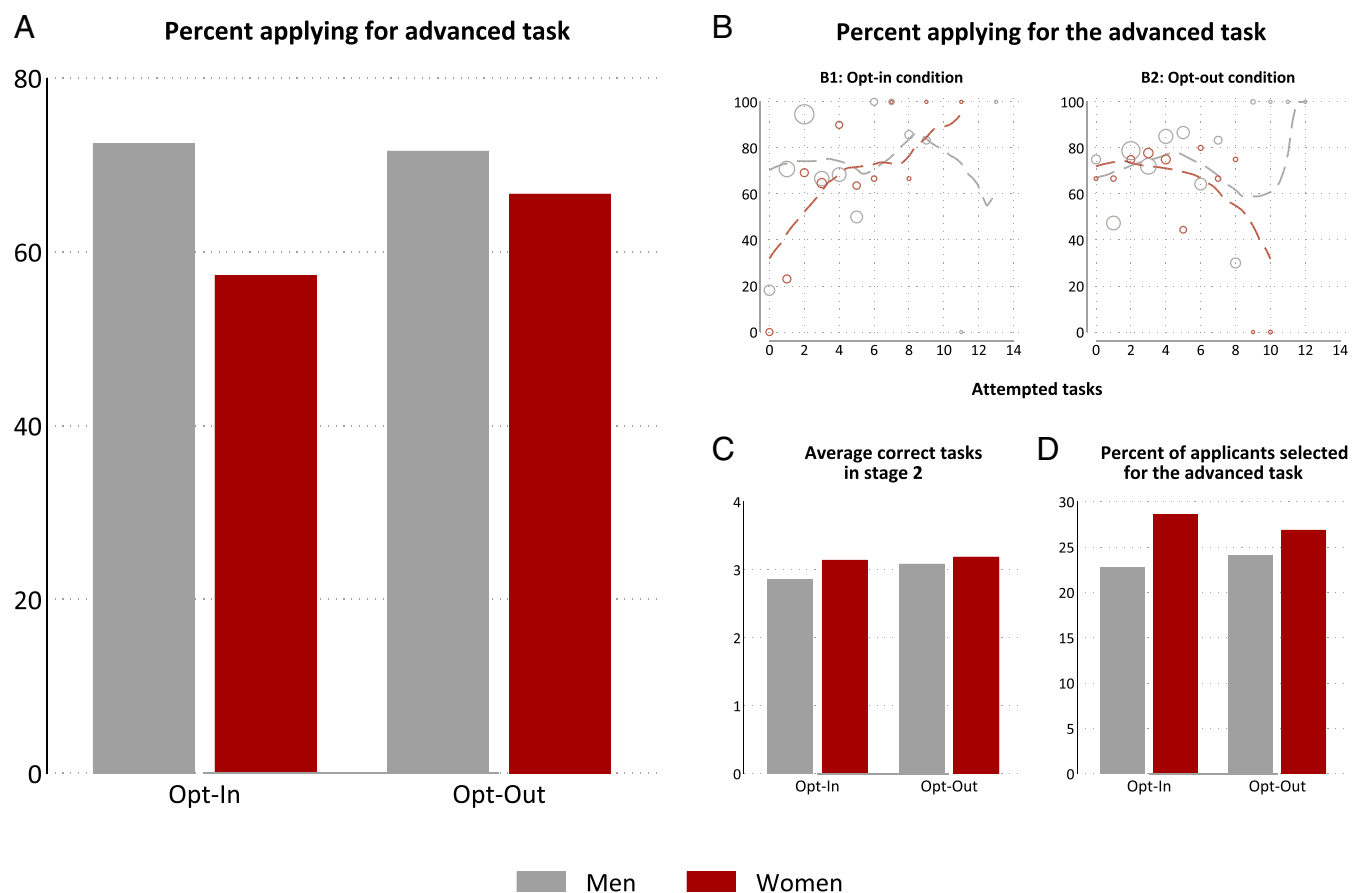 A
Percent applying for advanced task
80
60
40
20
0
Opt-In
Opt-Out
B
Percent applying for the advanced task
B1: Opt-in condition
100
80
60
40
20
0
0 2 4 6 8 10 12 14
B2: Opt-out condition
100
80
60
40
20
0
0 2 4 6 8 10 12 14
Attempted tasks
C
Average correct tasks
in stage 2
4
3
2
1
0
Opt-In
Opt-Out
D
Percent of applicants selected
for the advanced task
30
25
20
15
10
5
0
Opt-In
Opt-Out
Men
Women